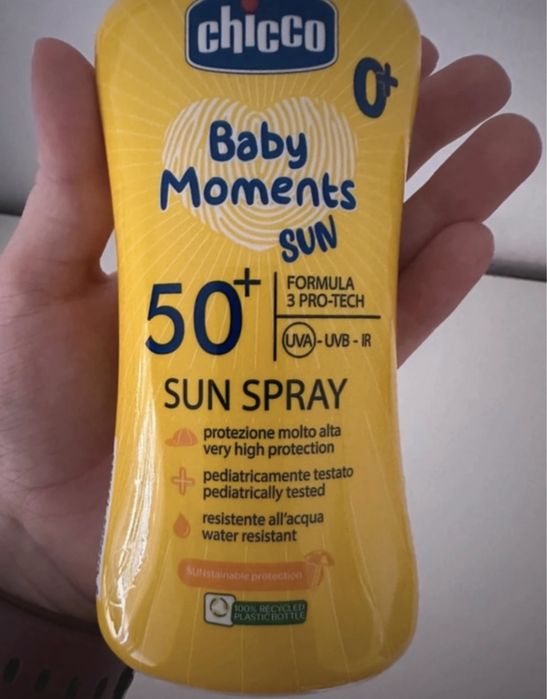 chicco
0+
Baby
Moments
SUN
50+
FORMULA
3 PRO-TECH
UVA - UVB - IR
SUN SPRAY
protezione molto alta
very high protection
pediatricamente testato
pediatrically tested
resistente all'acqua
water resistant
SUNstainable protection
100% RECYCLED
PLASTIC BOTTLE